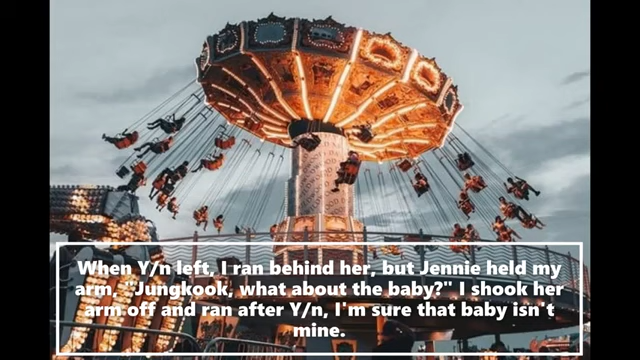 When Y/n left, I ran behind her, but Jennie held my
arm, "Jungkook, what about the baby?" I shook her
arm off and ran after Y/n, I'm sure that baby isn't
mine.